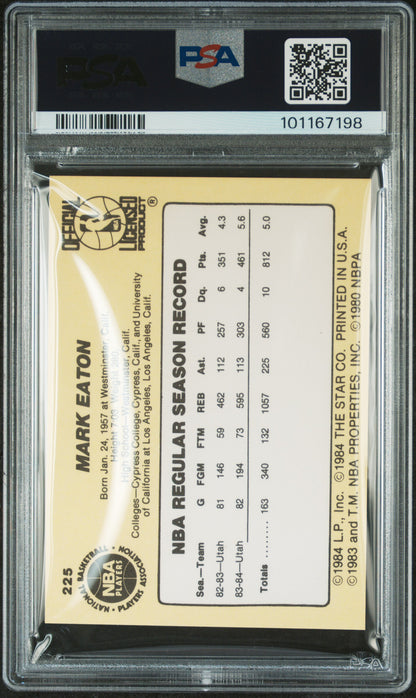 PSA
PSA
101167198
225
NATIONAL BASKETBALL
PLAYERS ASSOCIATION
NBA
PLAYERS
MARK EATON
Born Jan. 24, 1957 at Westminster, Calif.
High School—Westminster, Calif.
Colleges—Cypress College, Cypress, Calif., and University
of California at Los Angeles, Los Angeles, Calif.
OFFICIAL
LICENSED
PRODUCT ®
NBA REGULAR SEASON RECORD
Sea.—Team G FGM FTM REB Ast. PF Dq. Pts. Avg.
82-83—Utah 81 146 59 462 112 257 6 351 4.3
83-84—Utah 82 194 73 595 113 303 4 461 5.6
Totals ......... 163 340 132 1057 225 560 10 812 5.0
©1984 L.P., Inc. ©1984 THE STAR CO. PRINTED IN U.S.A.
©1983 and T.M. NBA PROPERTIES, INC. ©1980 NBPA